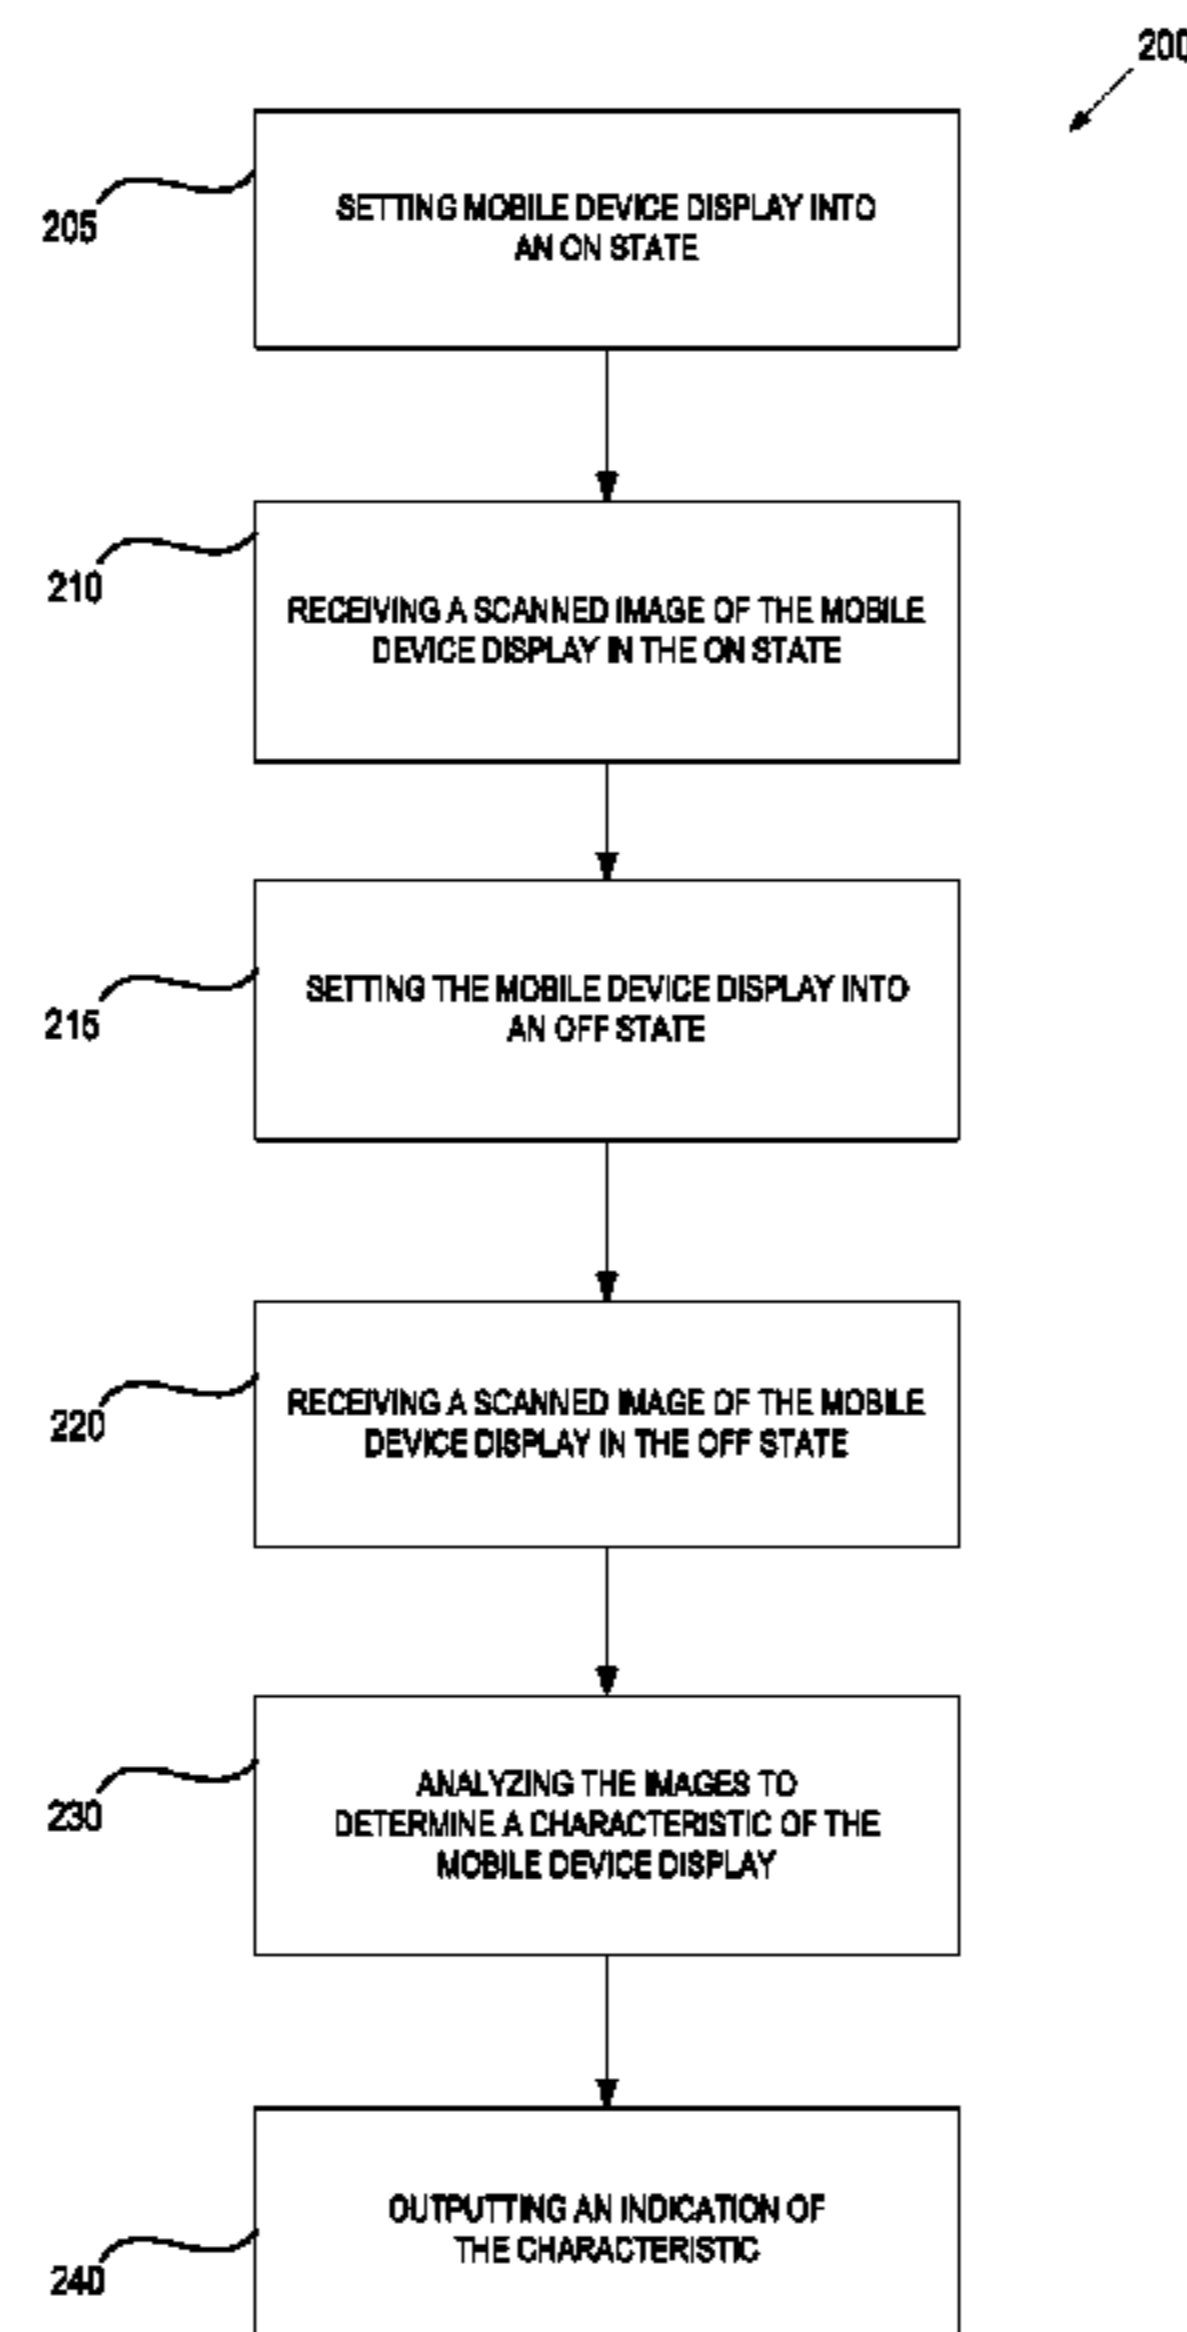 200
205
SETTING MOBILE DEVICE DISPLAY INTO
AN ON STATE
210
RECEIVING A SCANNED IMAGE OF THE MOBILE
DEVICE DISPLAY IN THE ON STATE
215
SETTING THE MOBILE DEVICE DISPLAY INTO
AN OFF STATE
220
RECEIVING A SCANNED IMAGE OF THE MOBILE
DEVICE DISPLAY IN THE OFF STATE
230
ANALYZING THE IMAGES TO
DETERMINE A CHARACTERISTIC OF THE
MOBILE DEVICE DISPLAY
240
OUTPUTTING AN INDICATION OF
THE CHARACTERISTIC